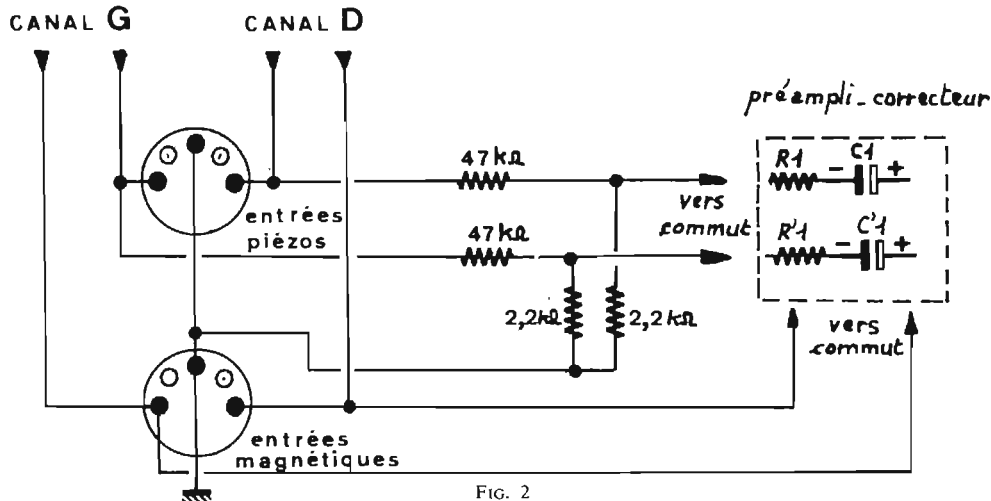 CANAL G
CANAL D
préampli_correcteur
47kΩ
R1
C1
- +
entrées
piézos
vers
commut
47kΩ
R'1
C'1
- +
2,2kΩ
2,2kΩ
vers
commut
entrées
magnétiques
FIG. 2